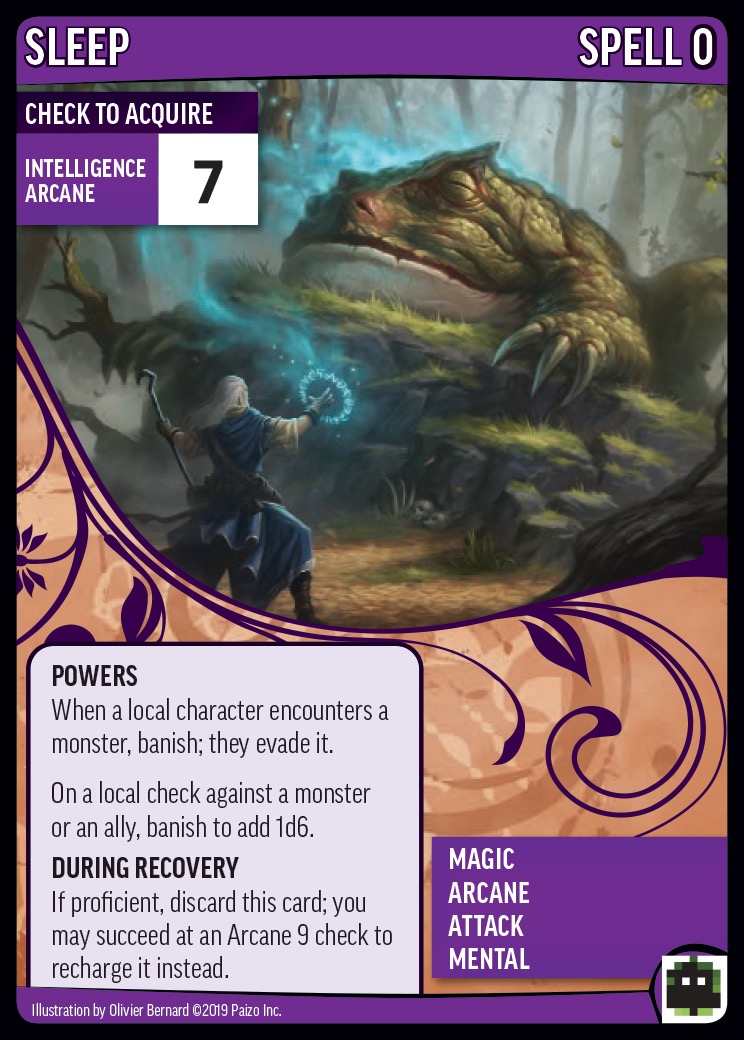 SLEEP
SPELL 0
CHECK TO ACQUIRE
INTELLIGENCE
ARCANE
7
POWERS
When a local character encounters a
monster, banish; they evade it.
On a local check against a monster
or an ally, banish to add 1d6.
DURING RECOVERY
If proficient, discard this card; you
may succeed at an Arcane 9 check to
recharge it instead.
MAGIC
ARCANE
ATTACK
MENTAL
Illustration by Olivier Bernard ©2019 Paizo Inc.